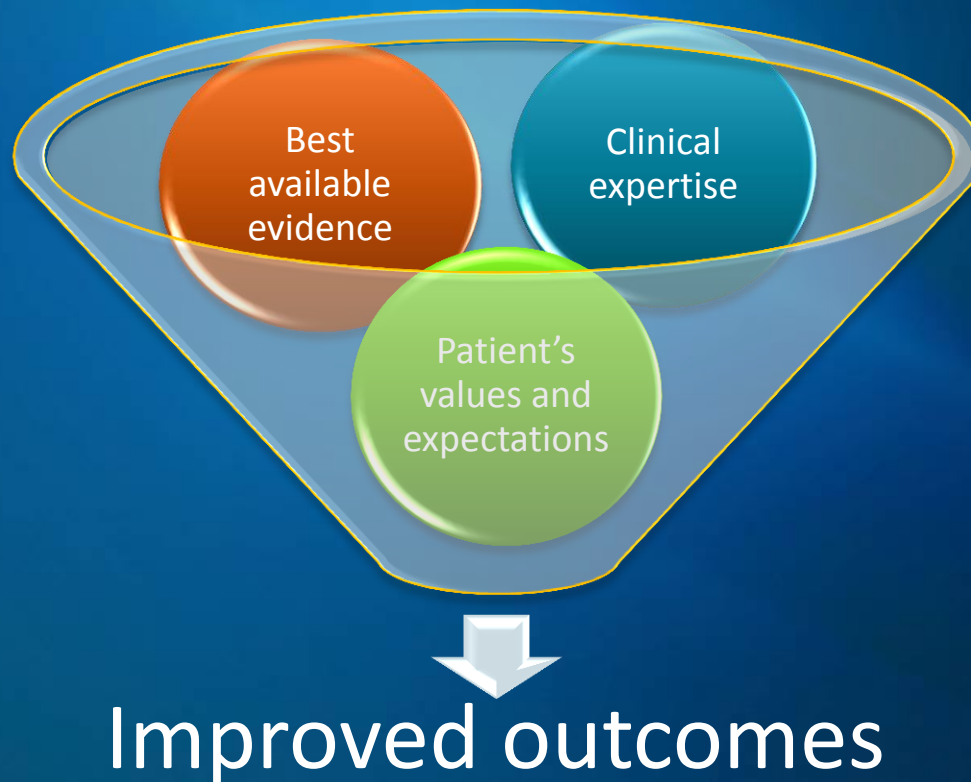 Best
available
evidence
Clinical
expertise
Patient’s
values and
expectations
Improved outcomes